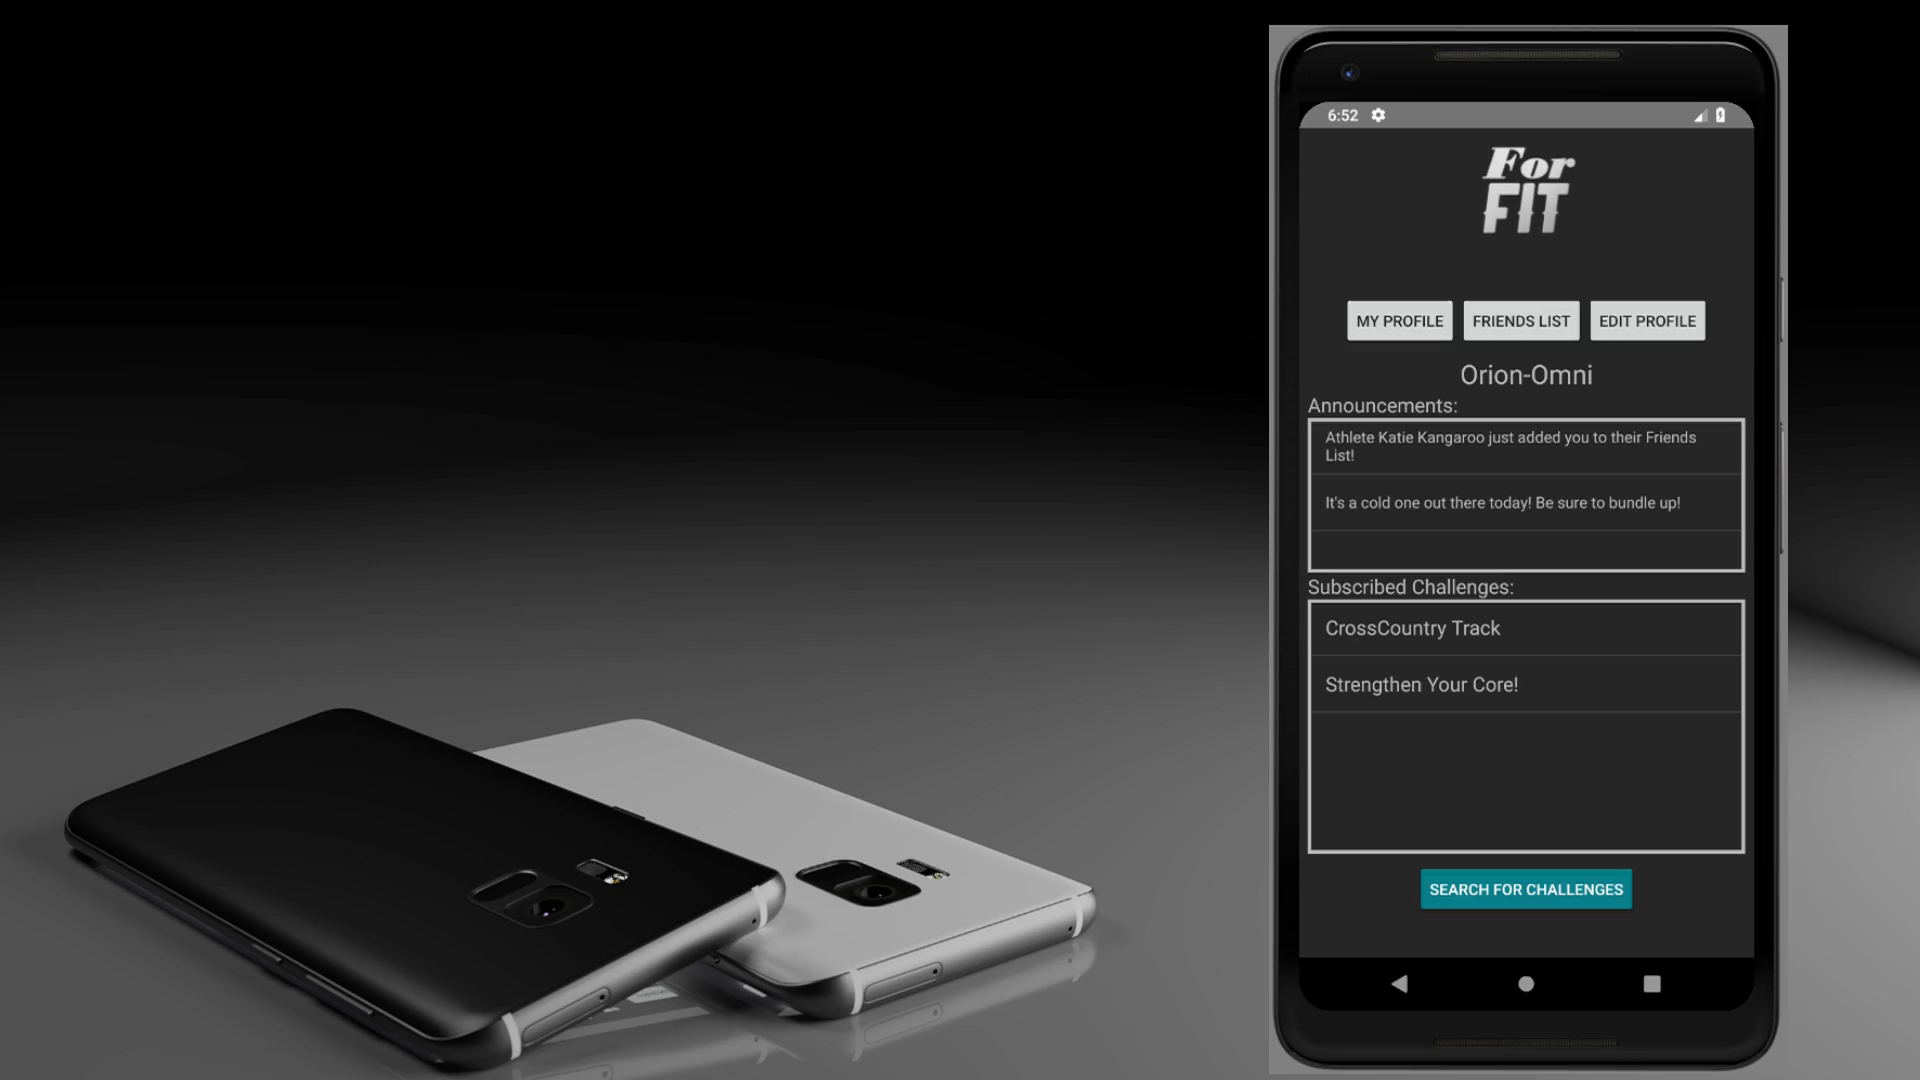 6:52
For
FIT
MY PROFILE FRIENDS LIST EDIT PROFILE
Orion-Omni
Announcements:
Athlete Katie Kangaroo just added you to their Friends
List!
It's a cold one out there today! Be sure to bundle up!
Subscribed Challenges:
CrossCountry Track
Strengthen Your Core!
SEARCH FOR CHALLENGES